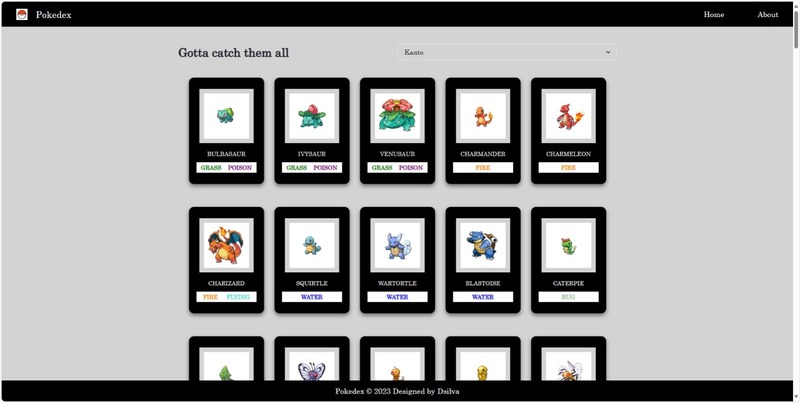 Pokedex Home About
Gotta catch them all Kanto
BULBASAUR IVYSAUR VENUSAUR CHARMANDER CHARMELEON
GRASS POISON GRASS POISON GRASS POISON FIRE FIRE
CHARIZARD SQUIRTLE WARTORTLE BLASTOISE CATERPIE
FIRE FLYING WATER WATER WATER BUG
Pokedex © 2023 Designed by Dsilva